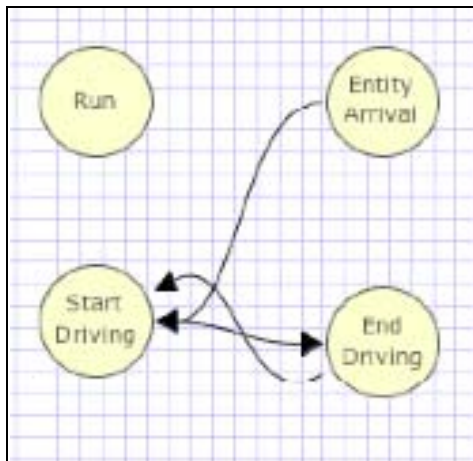 Run
Entity
Arrival
Start
Driving
End
Driving